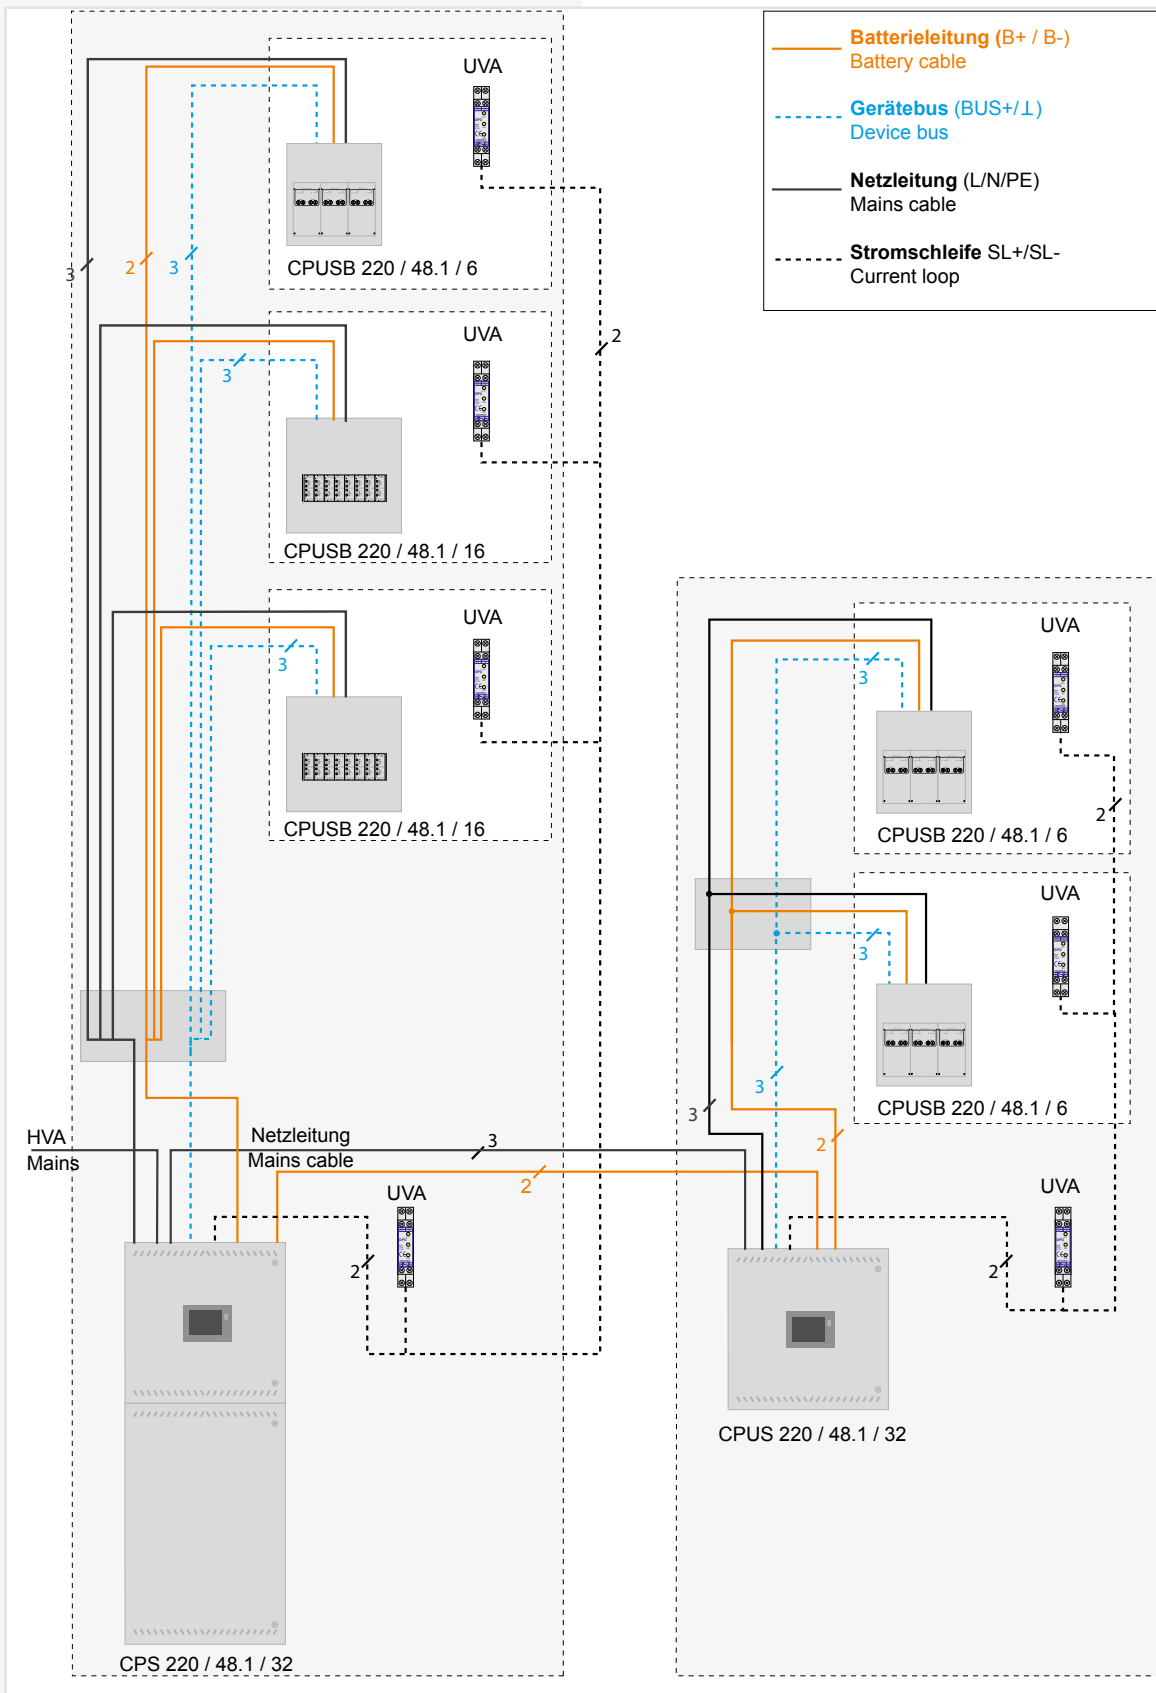 Batterieleitung (B+ / B-)
Battery cable
Gerätebus (BUS+/⊥)
Device bus
Netzleitung (L/N/PE)
Mains cable
Stromschleife SL+/SL-
Current loop
UVA
CPUSB 220 / 48.1 / 6
3
2
3
2
UVA
3
CPUSB 220 / 48.1 / 16
UVA
3
CPUSB 220 / 48.1 / 16
UVA
3
2
CPUSB 220 / 48.1 / 6
UVA
3
CPUSB 220 / 48.1 / 6
3
3
2
HVA
Mains
Netzleitung
Mains cable
3
2
UVA
2
UVA
2
CPUS 220 / 48.1 / 32
CPS 220 / 48.1 / 32